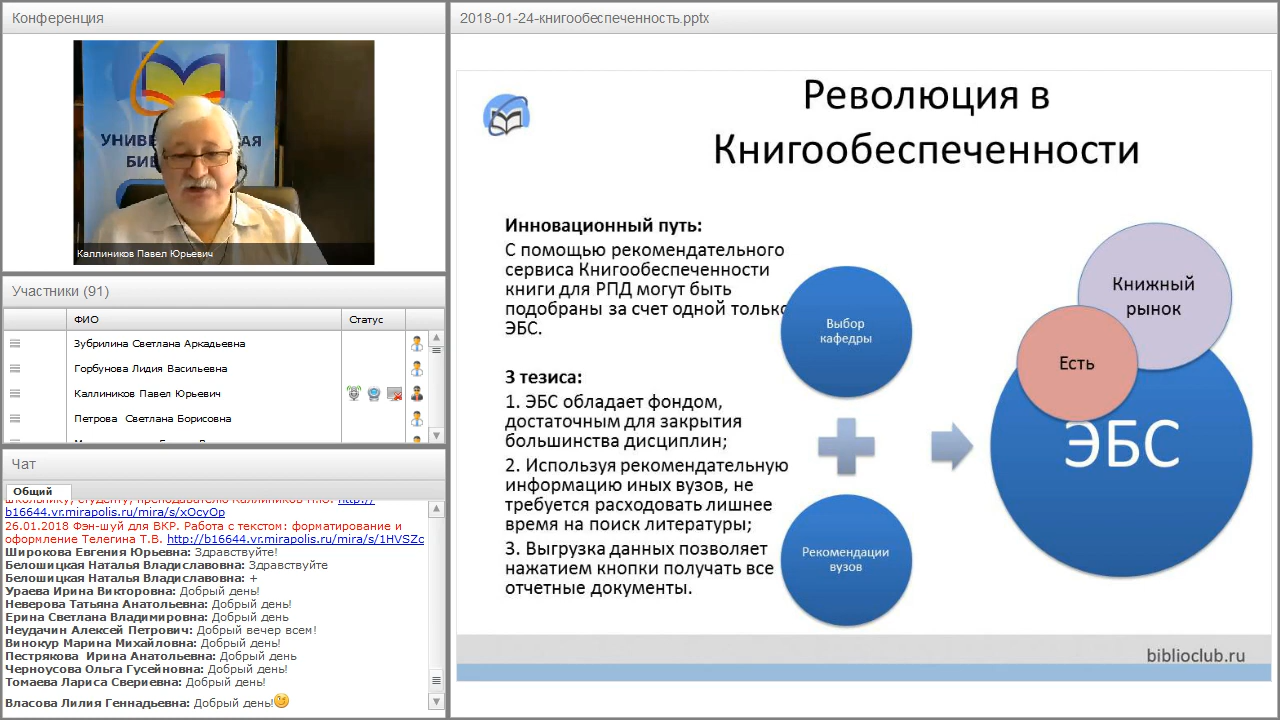 Конференция
УНИВЕ АЯ
БИБ
Каллиников Павел Юрьевич
Участники (91)
ФИО Статус
Зубрилина Светлана Аркадьевна
Горбунова Лидия Васильевна
Каллиников Павел Юрьевич
Петрова Светлана Борисовна
Чат
Общий
школьнику, студенту, преподавателю Каллиников П.Ю. http://
b16644.vr.mirapolis.ru/mira/s/xOcyOp
26.01.2018 Фэн-шуй для ВКР. Работа с текстом: форматирование и
оформление Телегина Т.В. http://b16644.vr.mirapolis.ru/mira/s/1HVSZc
Широкова Евгения Юрьевна: Здравствуйте!
Белошицкая Наталья Владиславовна: Здравствуйте
Белошицкая Наталья Владиславовна: +
Ураева Ирина Викторовна: Добрый день!
Неверова Татьяна Анатольевна: Добрый день!
Ерина Светлана Владимировна: Добрый день
Неудачин Алексей Петрович: Добрый вечер всем!
Винокур Марина Михайловна: Добрый день!
Пестрякова Ирина Анатольевна: Добрый день
Черноусова Ольга Гусейновна: Добрый день!
Томаева Лариса Свериевна: Добрый день!
Власова Лилия Геннадьевна: Добрый день!
2018-01-24-книгообеспеченность.pptx
Революция в
Книгообеспеченности
Инновационный путь:
С помощью рекомендательного
сервиса Книгообеспеченности
книги для РПД могут быть
подобраны за счет одной только
ЭБС.
3 тезиса:
1. ЭБС обладает фондом,
достаточным для закрытия
большинства дисциплин;
2. Используя рекомендательную
информацию иных вузов, не
требуется расходовать лишнее
время на поиск литературы;
3. Выгрузка данных позволяет
нажатием кнопки получать все
отчетные документы.
Выбор
кафедры
Рекомендации
вузов
Книжный
рынок
Есть
ЭБС
biblioclub.ru